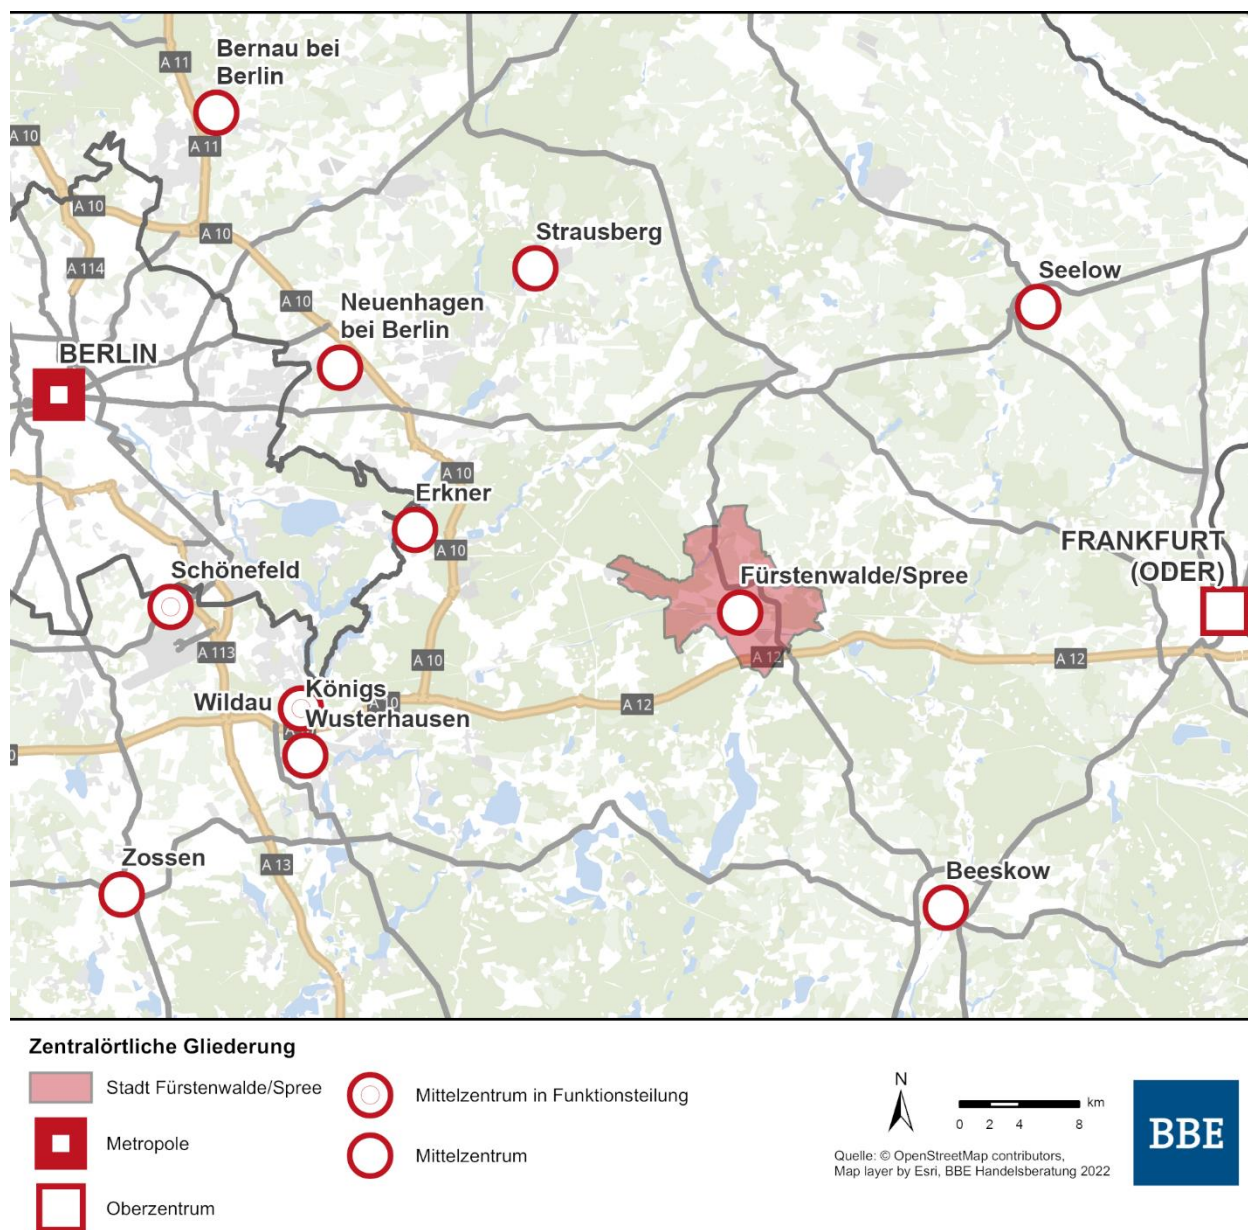 Bernau bei
Berlin
A 11
A 11
A 10
A 10
A 10
A 114
A 10
Strausberg
Seelow
Neuenhagen
bei Berlin
BERLIN
A 10
Erkner
A 10
FRANKFURT
(ODER)
Schönefeld
Fürstenwalde/Spree
A 113
A 10
A 12
A 12
A 12
Wildau
Königs
Wusterhausen
Zossen
A 13
Beeskow
Zentralörtliche Gliederung
Stadt Fürstenwalde/Spree
Metropole
Oberzentrum
Mittelzentrum in Funktionsteilung
Mittelzentrum
N
km
0 2 4 8
Quelle: © OpenStreetMap contributors,
Map layer by Esri, BBE Handelsberatung 2022
BBE